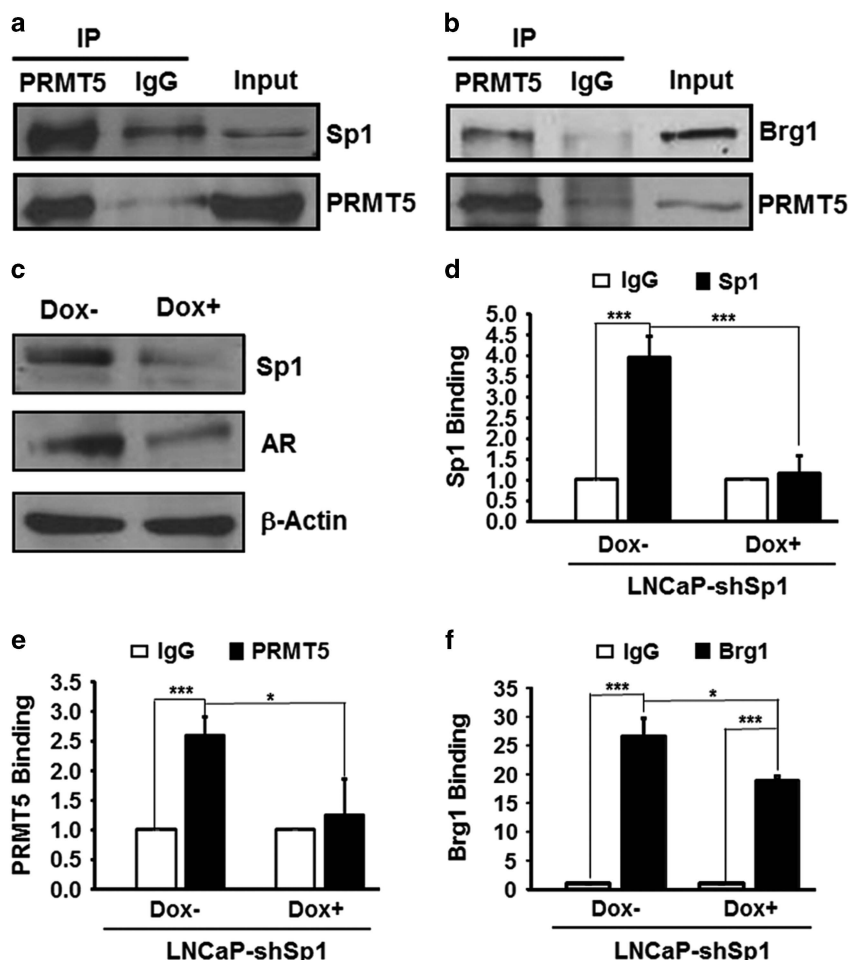 a
IP
PRMT5 IgG Input
Sp1
PRMT5
b
IP
PRMT5 IgG Input
Brg1
PRMT5
c
Dox- Dox+
Sp1
AR
β-Actin
d
IgG Sp1
Sp1 Binding
5.0
4.5
4.0
3.5
3.0
2.5
2.0
1.5
1.0
0.5
0.0
*** ***
Dox- Dox+
LNCaP-shSp1
e
IgG PRMT5
PRMT5 Binding
3.5
3.0
2.5
2.0
1.5
1.0
0.5
0.0
*** *
Dox- Dox+
LNCaP-shSp1
f
IgG Brg1
Brg1 Binding
35
30
25
20
15
10
5
0
*** *
***
Dox- Dox+
LNCaP-shSp1